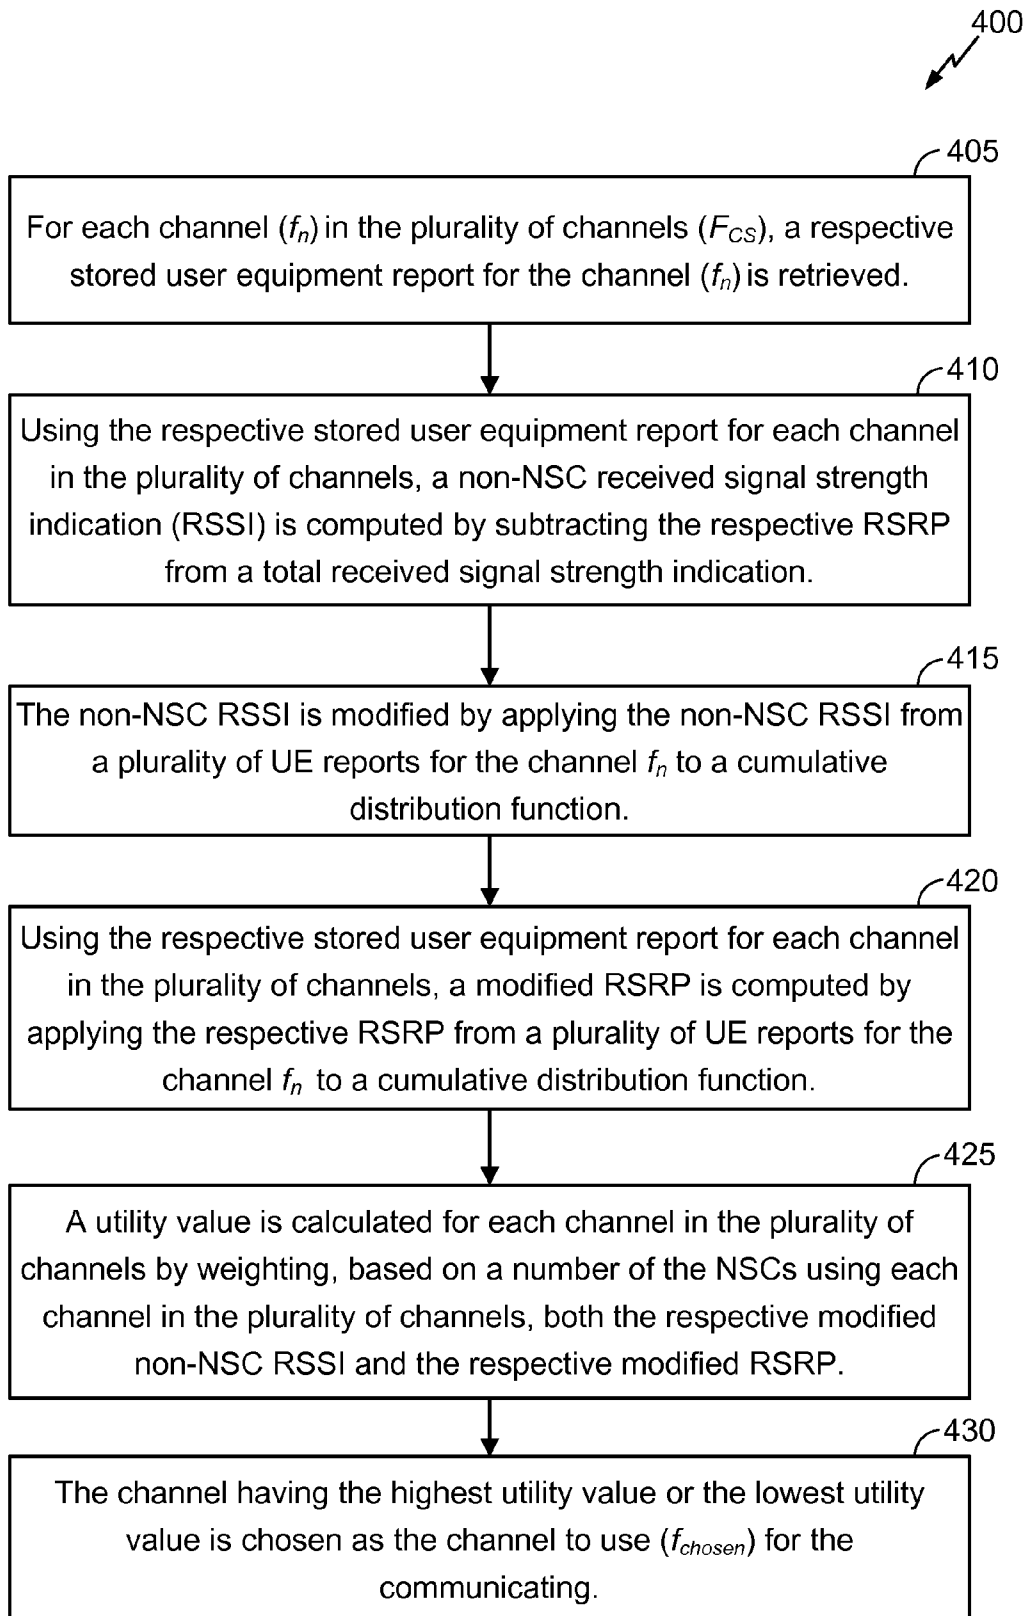 400
405
For each channel (fn) in the plurality of channels (FCS), a respective
stored user equipment report for the channel (fn) is retrieved.
410
Using the respective stored user equipment report for each channel
in the plurality of channels, a non-NSC received signal strength
indication (RSSI) is computed by subtracting the respective RSRP
from a total received signal strength indication.
415
The non-NSC RSSI is modified by applying the non-NSC RSSI from
a plurality of UE reports for the channel fn to a cumulative
distribution function.
420
Using the respective stored user equipment report for each channel
in the plurality of channels, a modified RSRP is computed by
applying the respective RSRP from a plurality of UE reports for the
channel fn to a cumulative distribution function.
425
A utility value is calculated for each channel in the plurality of
channels by weighting, based on a number of the NSCs using each
channel in the plurality of channels, both the respective modified
non-NSC RSSI and the respective modified RSRP.
430
The channel having the highest utility value or the lowest utility
value is chosen as the channel to use (fchosen) for the
communicating.